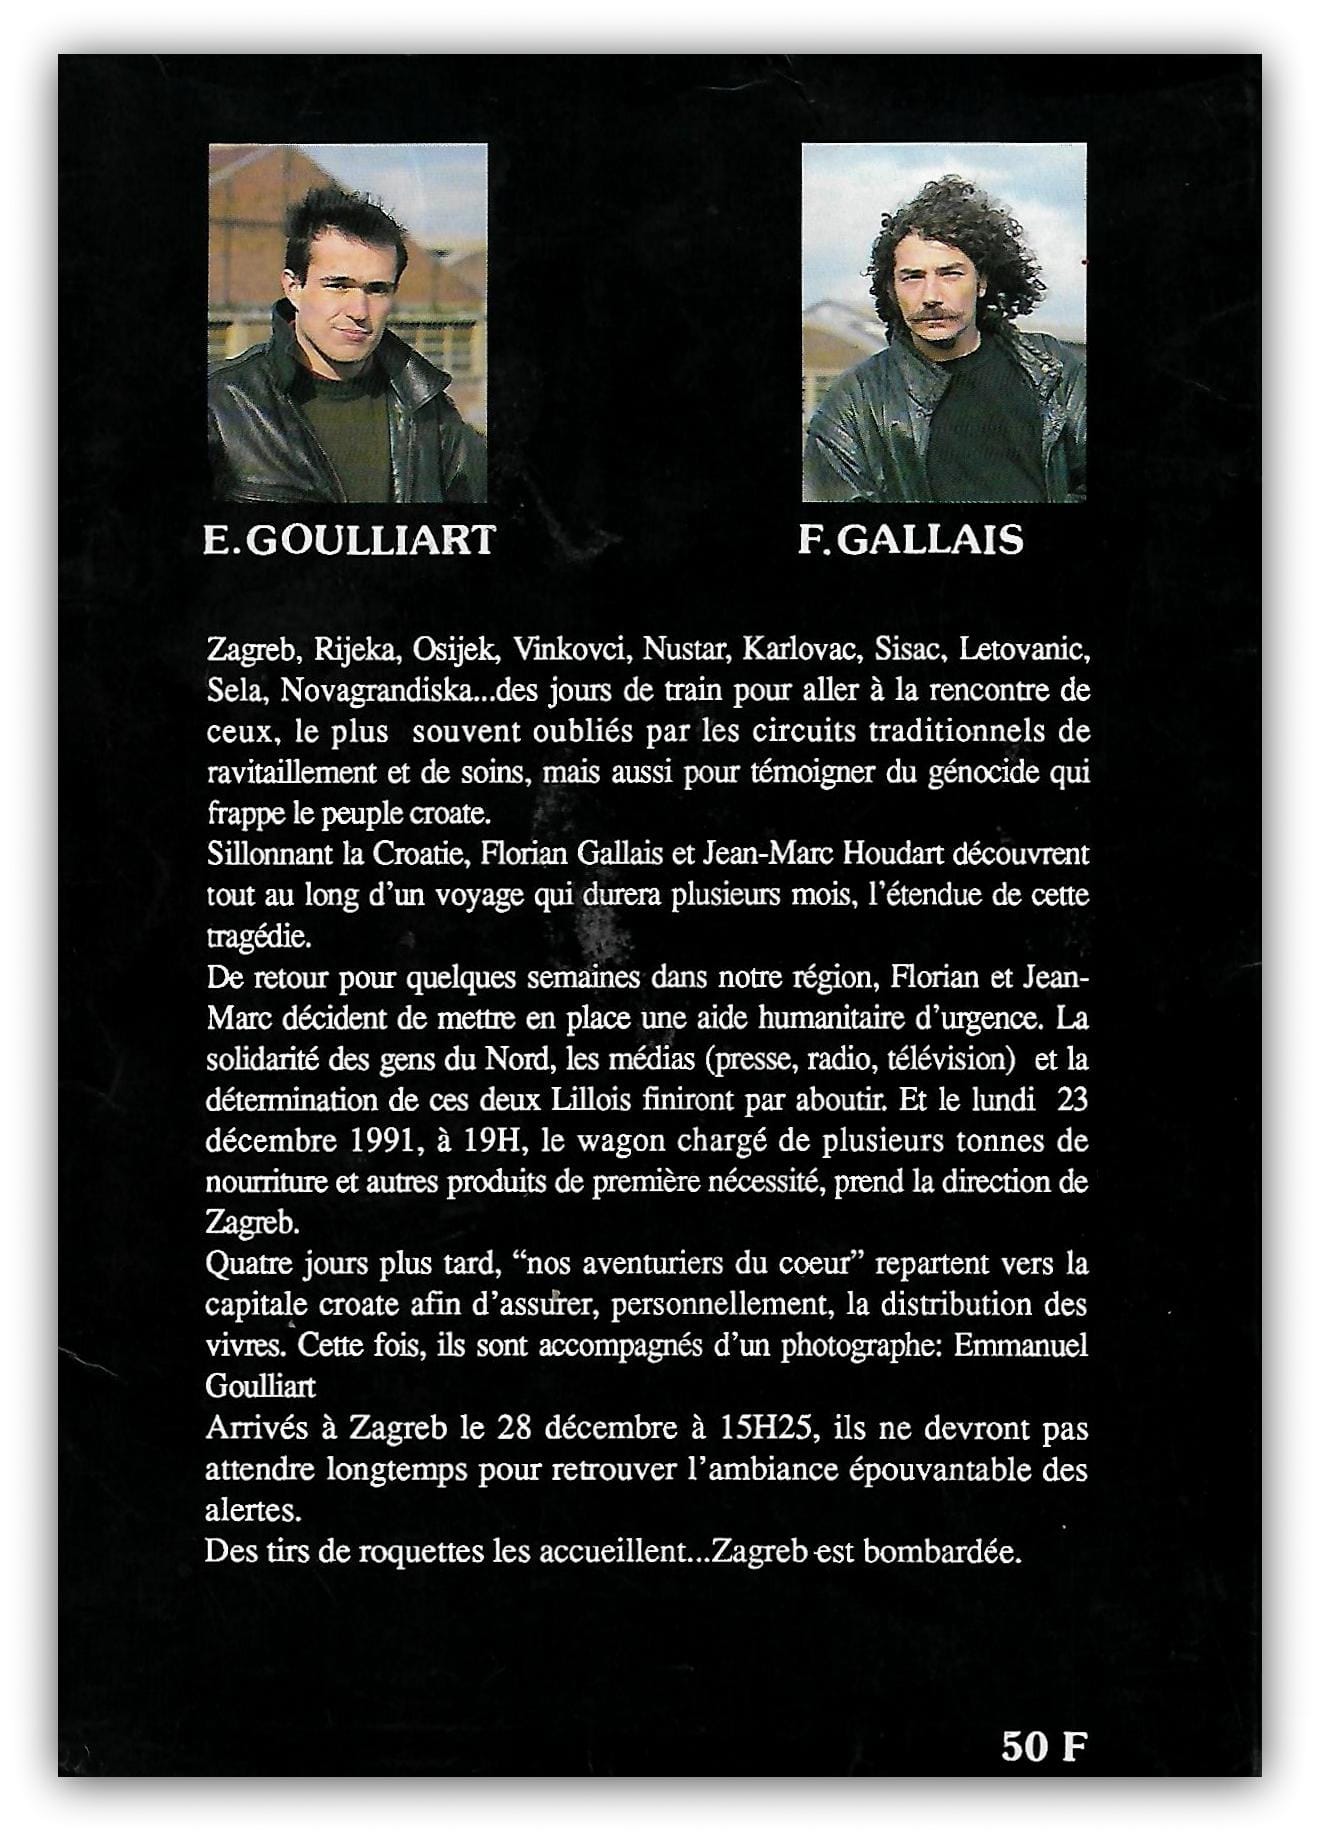 E.GOULLIART
F.GALLAIS
Zagreb, Rijeka, Osijek, Vinkovci, Nustar, Karlovac, Sisac, Letovanic,
Sela, Novagrandiska...des jours de train pour aller à la rencontre de
ceux, le plus souvent oubliés par les circuits traditionnels de
ravitaillement et de soins, mais aussi pour témoigner du génocide qui
frappe le peuple croate.
Sillonnant la Croatie, Florian Gallais et Jean-Marc Houdart découvrent
tout au long d'un voyage qui durera plusieurs mois, l'étendue de cette
tragédie.
De retour pour quelques semaines dans notre région, Florian et Jean-
Marc décident de mettre en place une aide humanitaire d'urgence. La
solidarité des gens du Nord, les médias (presse, radio, télévision) et la
détermination de ces deux Lillois finiront par aboutir. Et le lundi 23
décembre 1991, à 19H, le wagon chargé de plusieurs tonnes de
nourriture et autres produits de première nécessité, prend la direction de
Zagreb.
Quatre jours plus tard, “nos aventuriers du coeur” repartent vers la
capitale croate afin d'assurer, personnellement, la distribution des
vivres. Cette fois, ils sont accompagnés d'un photographe: Emmanuel
Goulliart
Arrivés à Zagreb le 28 décembre à 15H25, ils ne devront pas
attendre longtemps pour retrouver l'ambiance épouvantable des
alertes.
Des tirs de roquettes les accueillent...Zagreb est bombardée.
50 F